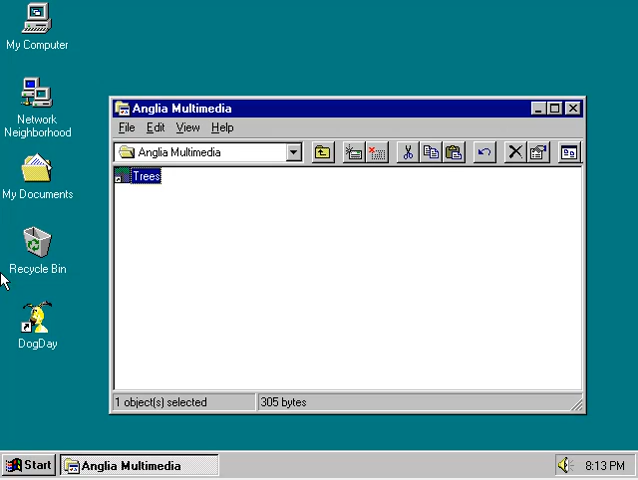 My Computer
Network
Neighborhood
My Documents
Recycle Bin
DogDay
Anglia Multimedia
File Edit View Help
Anglia Multimedia
Trees
1 object(s) selected 305 bytes
Start Anglia Multimedia 8:13 PM